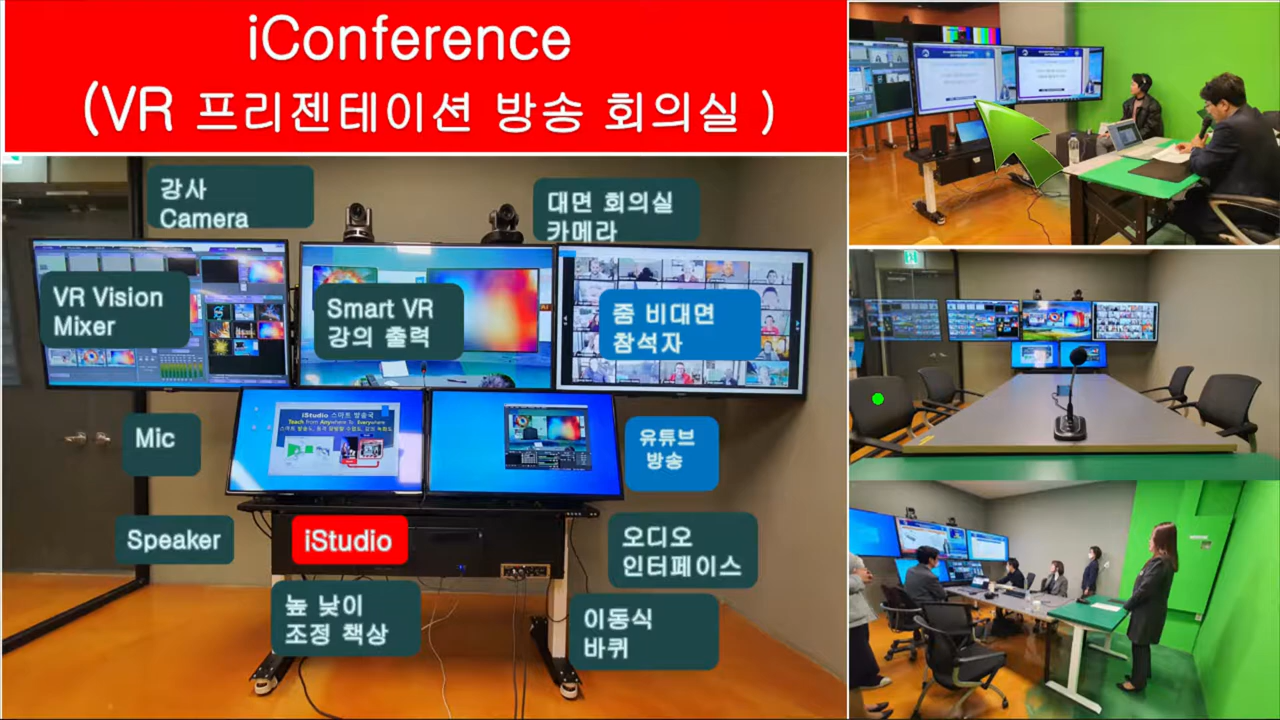 iConference
(VR 프리젠테이션 방송 회의실 )
강사
Camera
대면 회의실
카메라
VR Vision
Mixer
Smart VR
강의 출력
줌 비대면
참석자
iStudio 스마트 방송국
Teach from Anywhere To Everywhere
Mic
유튜브
방송
Speaker
iStudio
오디오
인터페이스
높 낮이
조정 책상
이동식
바퀴